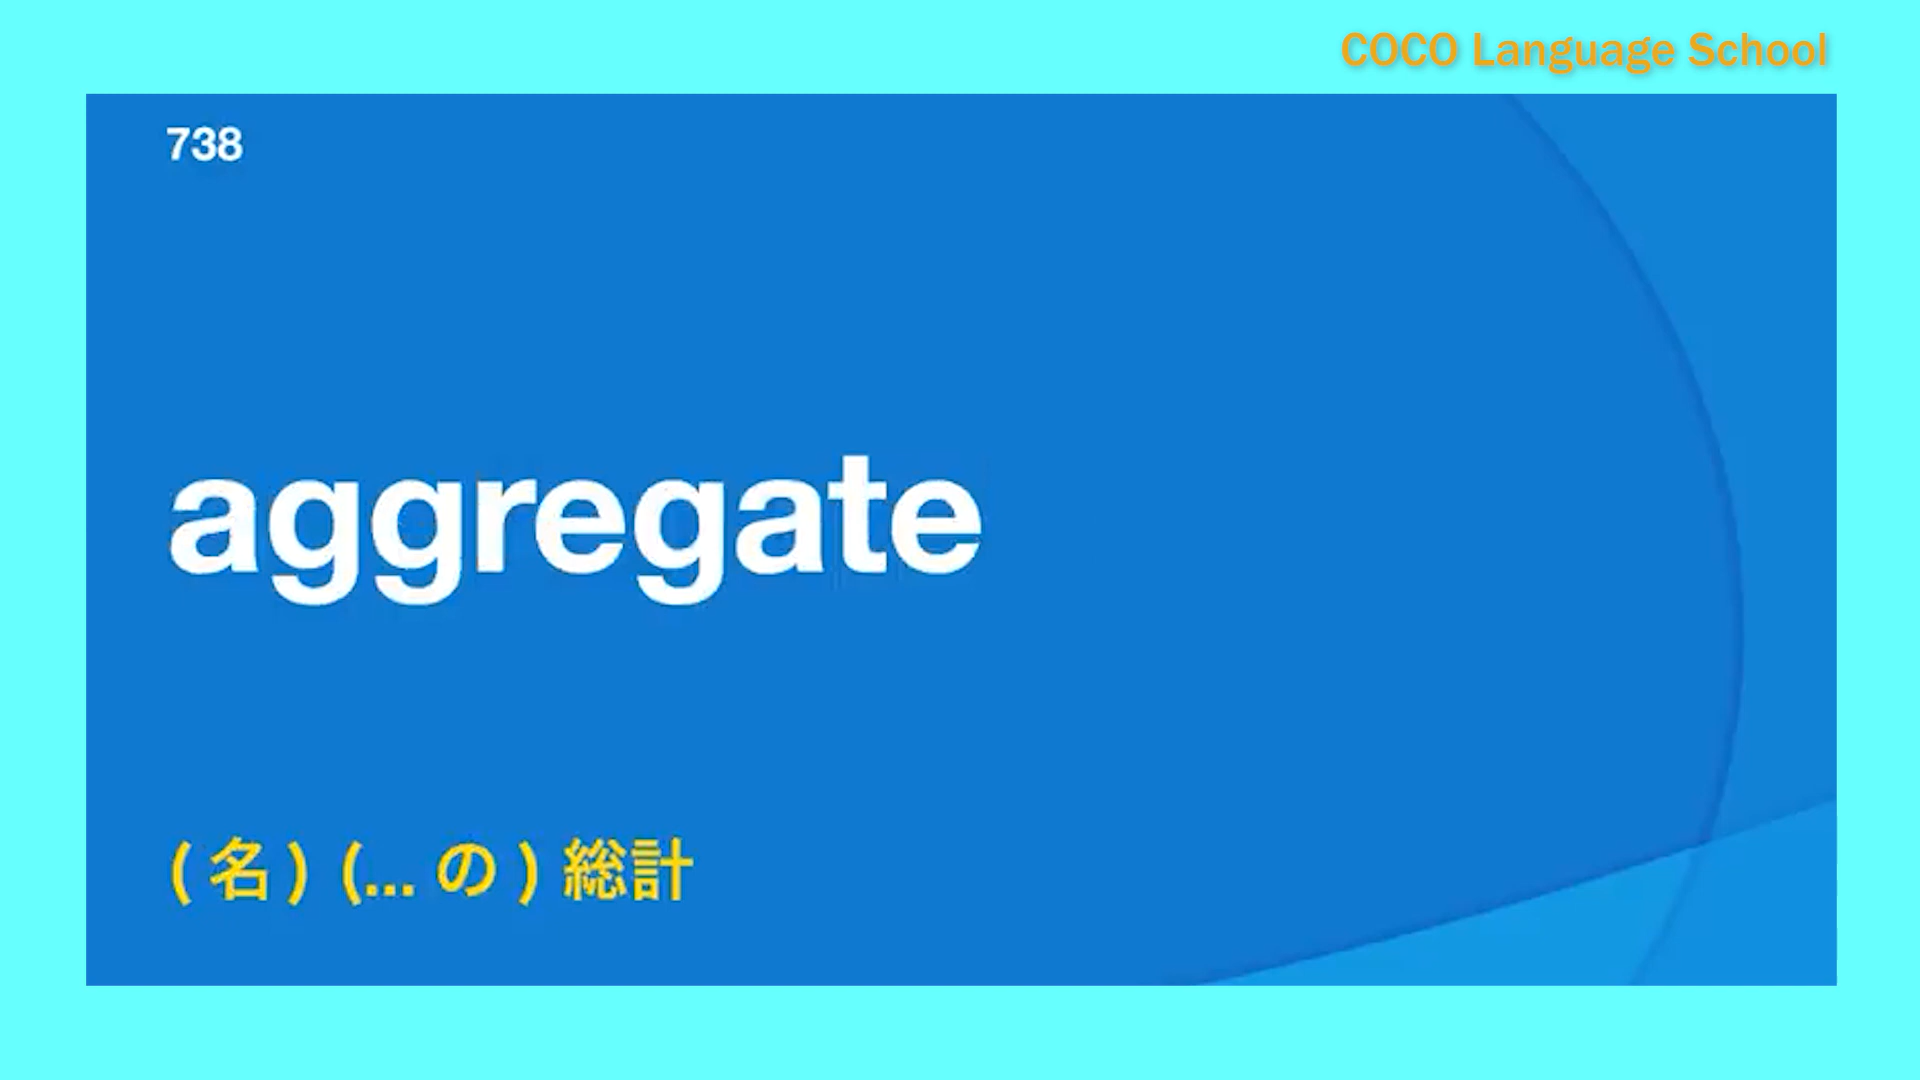 COCO Language School
738
aggregate
(名) (... の) 総計